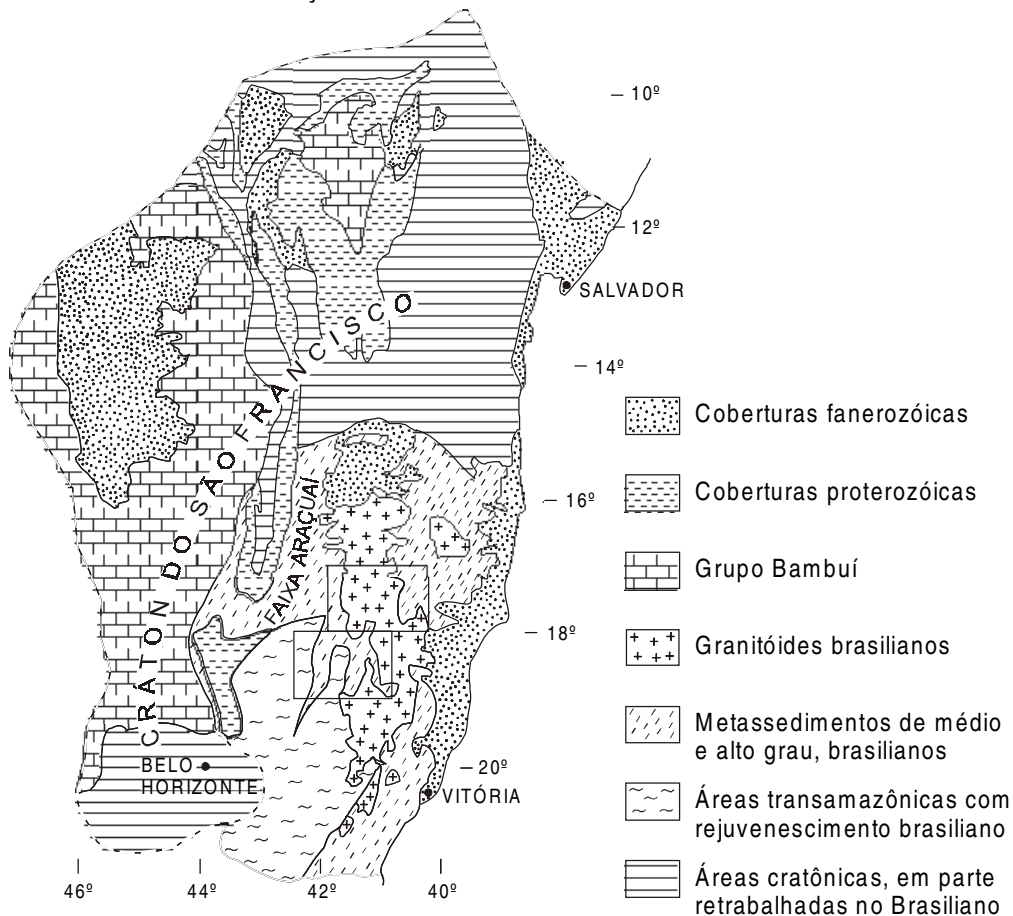 10º
12º
SALVADOR
CRÁTON DO SÃO FRANCISCO
14º
Coberturas fanerozóicas
Coberturas proterozóicas
16º
FAIXA ARAÇUAÍ
Grupo Bambuí
18º
Granitóides brasilianos
Metassedimentos de médio
e alto grau, brasilianos
BELO
HORIZONTE
20º
VITÓRIA
Áreas transamazônicas com
rejuvenescimento brasiliano
Áreas cratônicas, em parte
retrabalhadas no Brasiliano
46º 44º 42º 40º